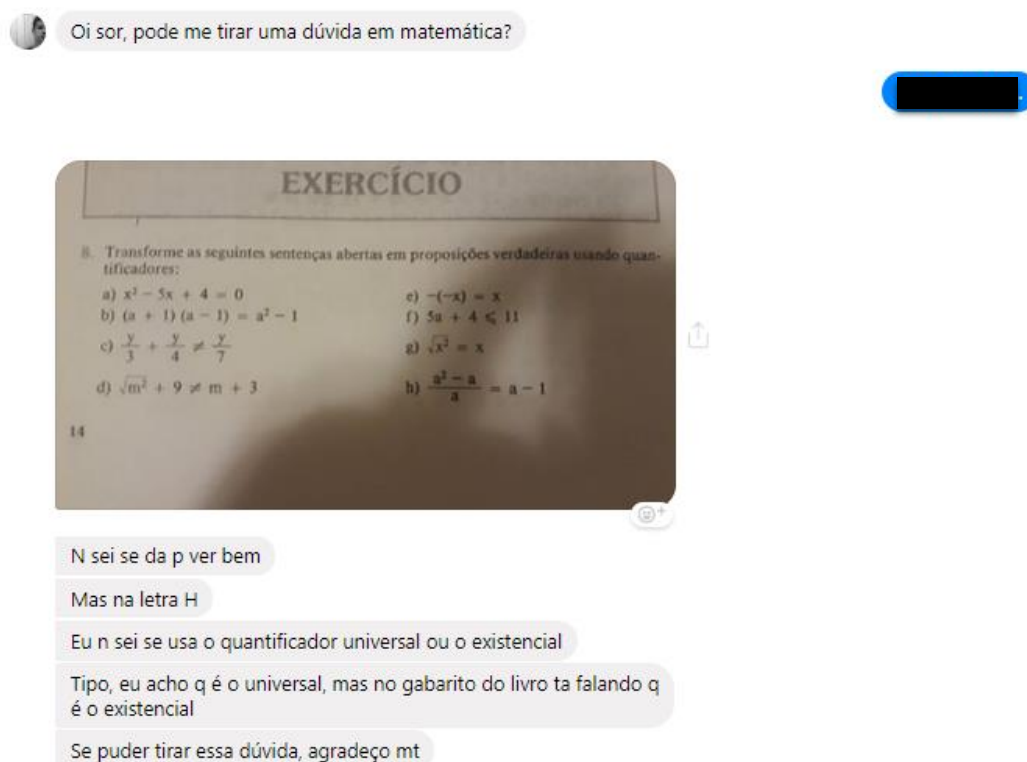 Oi sor, pode me tirar uma dúvida em matemática?
EXERCÍCIO
8. Transforme as seguintes sentenças abertas em proposições verdadeiras usando quan-
tificadores:
a) x² - 5x + 4 = 0
e) -(-x) = x
b) (a + 1) (a - 1) = a² - 1
f) 5a + 4 ⩽ 11
c) y/3 + y/4 ≠ y/7
g) √x² = x
d) √m² + 9 ≠ m + 3
h) a² - a / a = a - 1
14
N sei se da p ver bem
Mas na letra H
Eu n sei se usa o quantificador universal ou o existencial
Tipo, eu acho q é o universal, mas no gabarito do livro ta falando q
é o existencial
Se puder tirar essa dúvida, agradeço mt